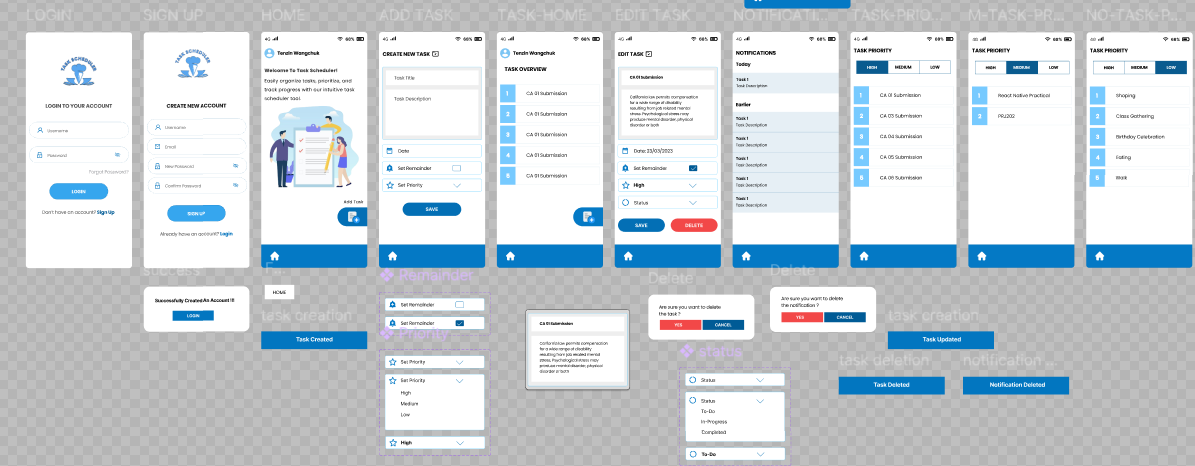 LOGIN
SIGN UP
HOME
ADD TASK
TASK-HOME
TASK
NOTIFICATI...
TASK-PRIO...
M-TASK-PR...
NO-TASK-P...
TASK SCHEDULER
LOGIN TO YOUR ACCOUNT
Username
Password
Forgot Password?
LOGIN
Don't have an account? Sign Up
TASK SCHEDULER
CREATE NEW ACCOUNT
Username
Email
New Password
Confirm Password
SIGN UP
Already have an account? Login
4G 68%
Tenzin Wangchuk
Welcome To Task Scheduler!
Easily organize tasks, prioritize, and
track progress with our intuitive task
scheduler tool.
Add Task
4G 68%
CREATE NEW TASK
Task Title
Task Description
Date
Set Remainder
Set Priority
SAVE
4G 68%
Tenzin Wangchuk
TASK OVERVIEW
1 CA 01 Submission
2 CA 01 Submission
3 CA 01 Submission
4 CA 01 Submission
5 CA 01 Submission
4G 68%
EDIT TASK
CA 01 Submission
California law permits compensation
for a wide range of disability
resulting from job related mental
stress. Psychological stress may
produce mental disorder, physical
disorder or both
Date: 23/03/2023
Set Remainder
High
Status
SAVE
DELETE
4G 68%
NOTIFICATIONS
Today
Task 1
Task Description
Earlier
Task 1
Task Description
Task 1
Task Description
Task 1
Task Description
Task 1
Task Description
Task 1
Task Description
4G 68%
TASK PRIORITY
HIGH MEDIUM LOW
1 CA 01 Submission
2 CA 03 Submission
3 CA 04 Submission
4 CA 05 Submission
5 CA 06 Submission
4G 68%
TASK PRIORITY
HIGH MEDIUM LOW
1 React Native Practical
2 PRJ202
4G 68%
TASK PRIORITY
HIGH MEDIUM LOW
1 Shoping
2 Class Gathering
3 Birthday Celebration
4 Eating
5 Walk
success
Successfully Created An Account !!!
LOGIN
F...
HOME
task creation
Task Created
Remainder
Set Remainder
Set Remainder
Priority
Set Priority
Set Priority
High
Medium
Low
High
CA 01 Submission
California law permits compensation
for a wide range of disability
resulting from job related mental
stress. Psychological stress may
produce mental disorder, physical
disorder or both
Delete
Are sure you want to delete
the task ?
YES CANCEL
Delete
Are sure you want to delete
the notification ?
YES CANCEL
status
Status
Status
To-Do
In-Progress
Completed
To-Do
task creation
Task Updated
task deletion
Task Deleted
notification ...
Notification Deleted